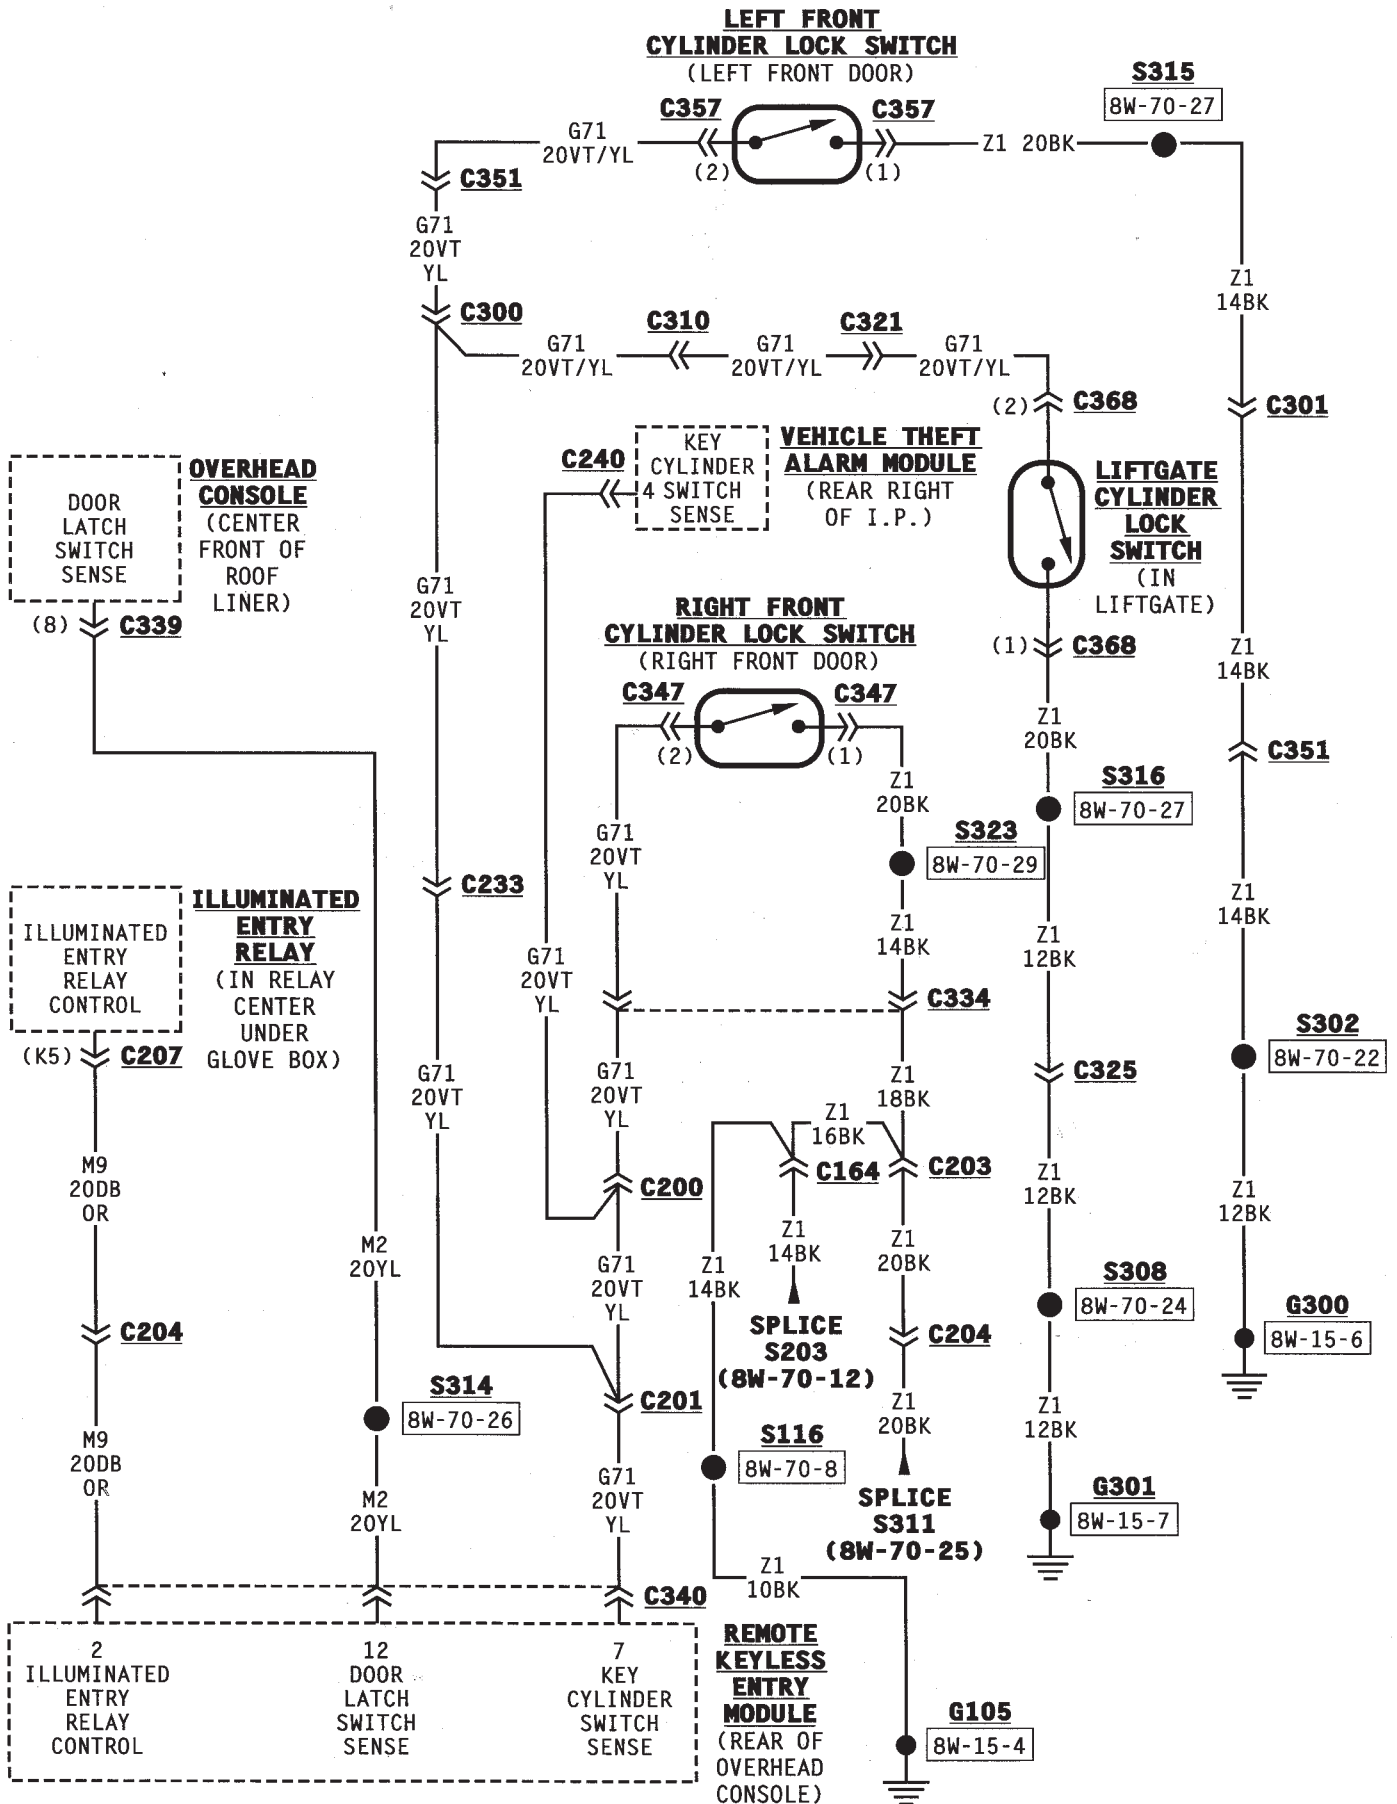 LEFT FRONT
CYLINDER LOCK SWITCH
(LEFT FRONT DOOR)
S315
8W-70-27
C357
C357
G71
20VT/YL
(2)
(1)
Z1 20BK
C351
G71
20VT
YL
Z1
14BK
C300
C310
C321
G71
20VT/YL
G71
20VT/YL
G71
20VT/YL
(2)
C368
C301
KEY
CYLINDER
4 SWITCH
SENSE
C240
VEHICLE THEFT
ALARM MODULE
(REAR RIGHT
OF I.P.)
LIFTGATE
CYLINDER
LOCK
SWITCH
(IN
LIFTGATE)
DOOR
LATCH
SWITCH
SENSE
OVERHEAD
CONSOLE
(CENTER
FRONT OF
ROOF
LINER)
(8)
C339
G71
20VT
YL
RIGHT FRONT
CYLINDER LOCK SWITCH
(RIGHT FRONT DOOR)
(1)
C368
Z1
14BK
C347
C347
(2)
(1)
Z1
20BK
C351
Z1
20BK
S316
8W-70-27
G71
20VT
YL
S323
8W-70-29
C233
ILLUMINATED
ENTRY
RELAY
CONTROL
ILLUMINATED
ENTRY
RELAY
(IN RELAY
CENTER
UNDER
GLOVE BOX)
(K5)
C207
G71
20VT
YL
Z1
14BK
Z1
12BK
Z1
14BK
C334
S302
8W-70-22
G71
20VT
YL
G71
20VT
YL
Z1
18BK
C325
Z1
16BK
C164
C203
M9
20DB
OR
C200
Z1
12BK
Z1
12BK
M2
20YL
G71
20VT
YL
Z1
14BK
Z1
14BK
Z1
20BK
S308
8W-70-24
G300
8W-15-6
C204
SPLICE
S203
(8W-70-12)
C204
S314
8W-70-26
C201
Z1
20BK
Z1
12BK
M9
20DB
OR
S116
8W-70-8
M2
20YL
G71
20VT
YL
SPLICE
S311
(8W-70-25)
G301
8W-15-7
Z1
10BK
C340
2
ILLUMINATED
ENTRY
RELAY
CONTROL
12
DOOR
LATCH
SWITCH
SENSE
7
KEY
CYLINDER
SWITCH
SENSE
REMOTE
KEYLESS
ENTRY
MODULE
(REAR OF
OVERHEAD
CONSOLE)
G105
8W-15-4